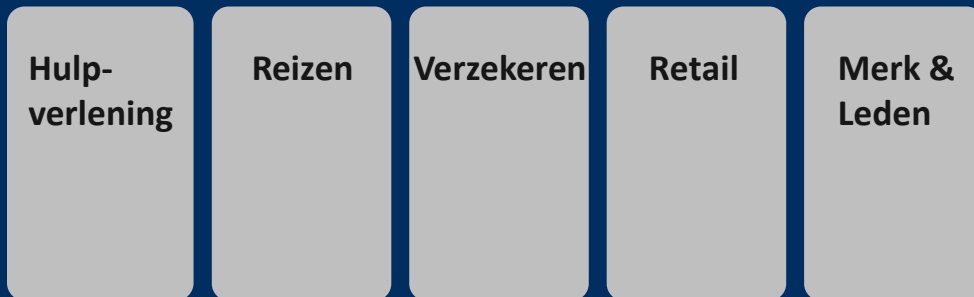 Hulp-
verlening
Reizen
Verzekeren
Retail
Merk &
Leden